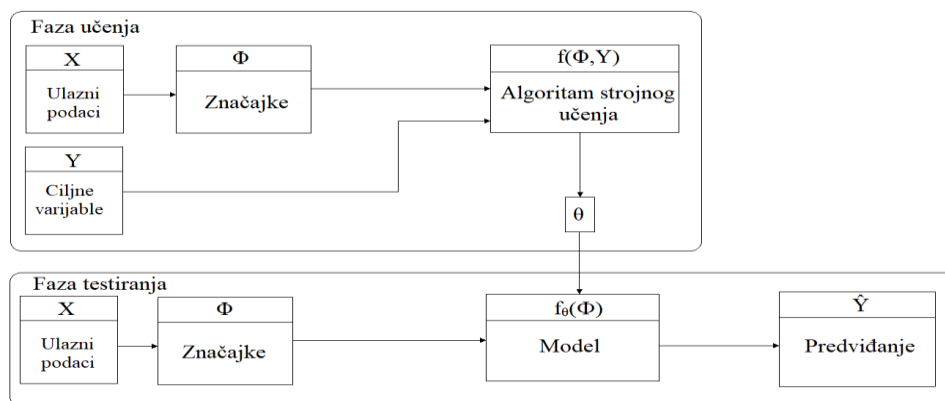 Faza učenja
X
Ulazni
podaci
Φ
Značajke
f(Φ,Y)
Algoritam strojnog
učenja
Y
Ciljne
varijable
θ
Faza testiranja
X
Ulazni
podaci
Φ
Značajke
fθ(Φ)
Model
Ŷ
Predviđanje